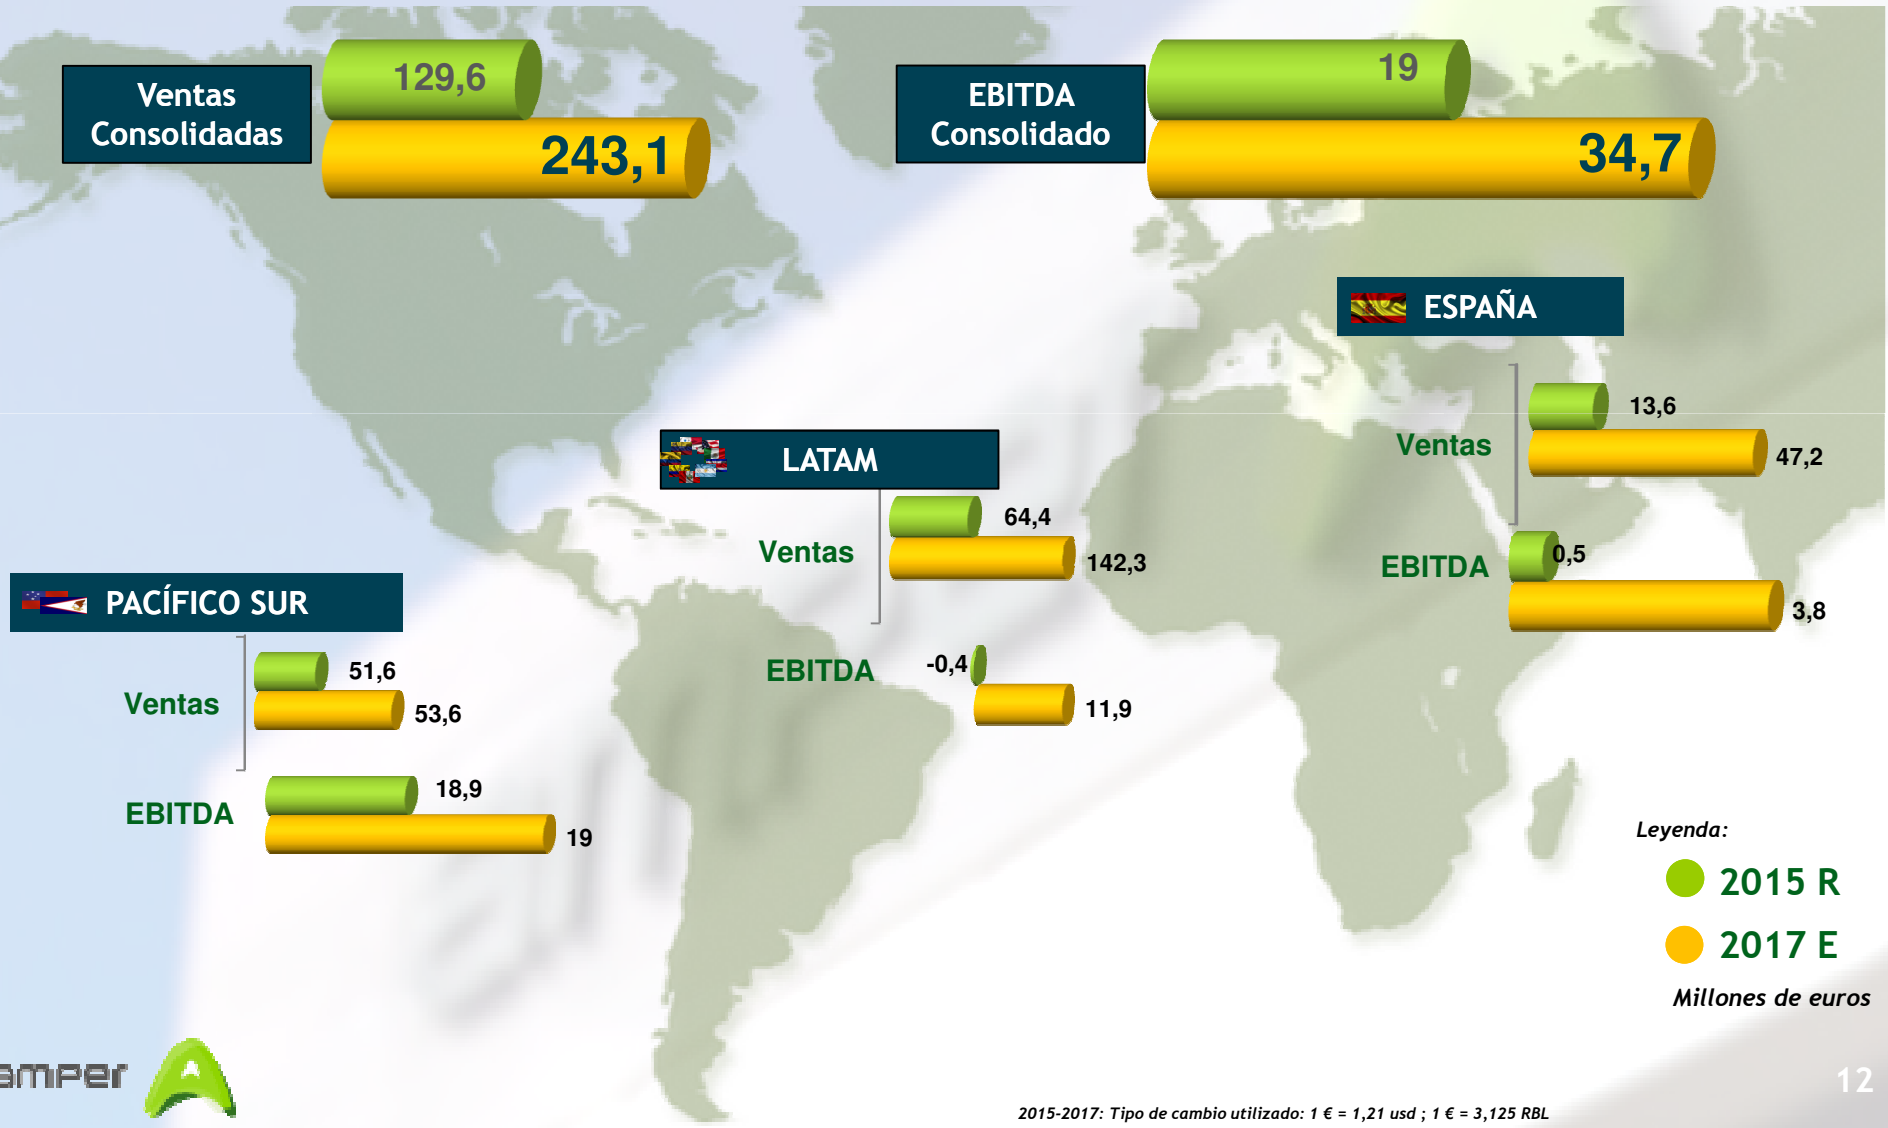 Ventas
Consolidadas
129,6
243,1
EBITDA
Consolidado
19
34,7
ESPAÑA
Ventas
13,6
47,2
EBITDA
0,5
3,8
LATAM
Ventas
64,4
142,3
EBITDA
-0,4
11,9
PACÍFICO SUR
Ventas
51,6
53,6
EBITDA
18,9
19
Leyenda:
2015 R
2017 E
Millones de euros
amper
12
2015-2017: Tipo de cambio utilizado: 1 € = 1,21 usd ; 1 € = 3,125 RBL